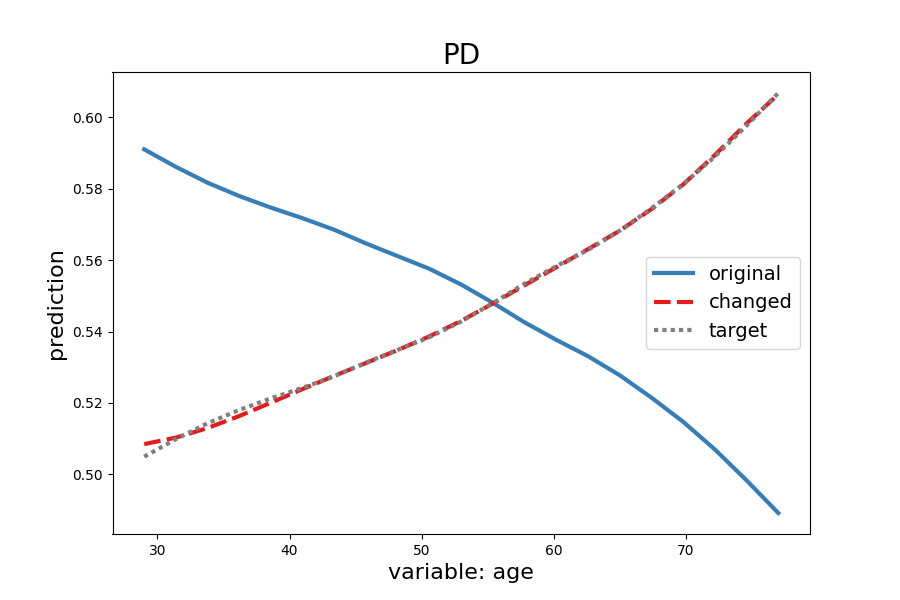 PD
prediction
0.60
0.58
0.56
0.54
0.52
0.50
original
changed
target
30 40 50 60 70
variable: age